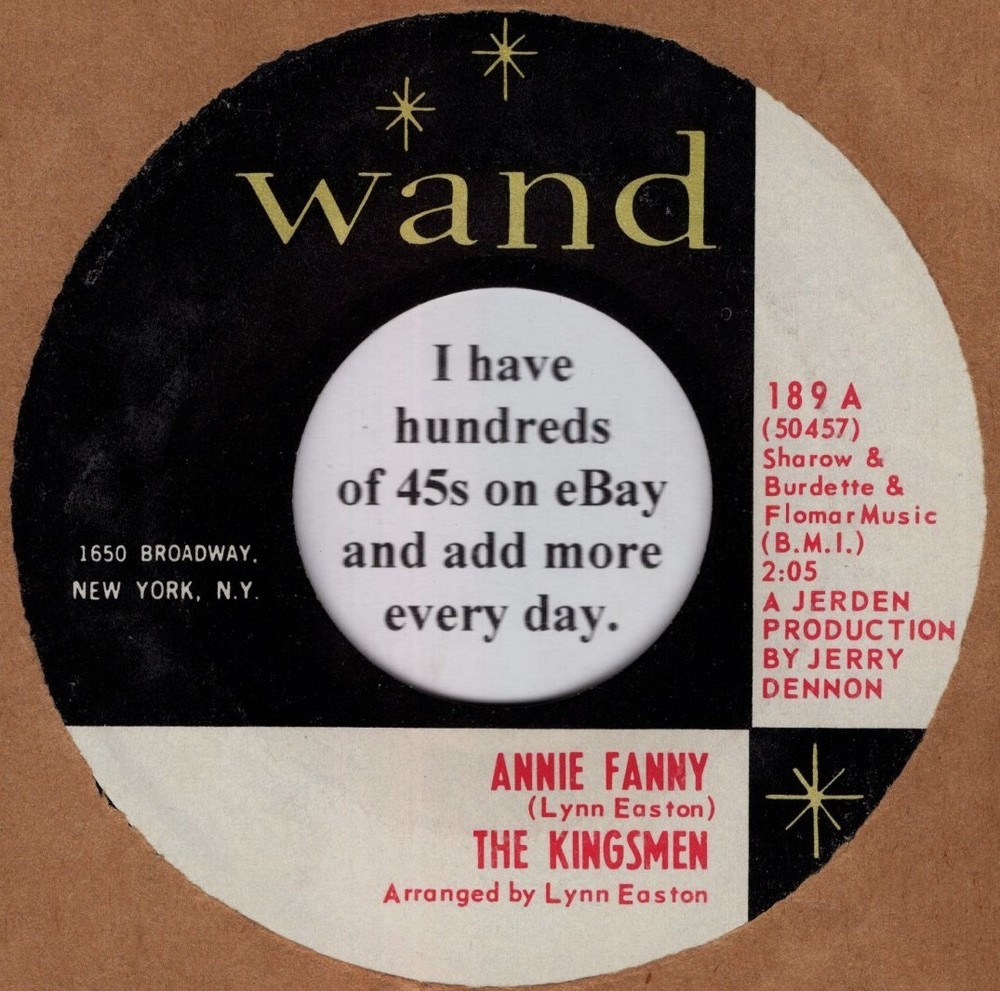 wand
I have
hundreds
of 45s on eBay
and add more
every day.
1650 BROADWAY.
NEW YORK, N.Y.
189 A
(50457)
Sharow &
Burdette &
Flomar Music
(B.M.I.)
2:05
A JERDEN
PRODUCTION
BY JERRY
DENNON
ANNIE FANNY
(Lynn Easton)
THE KINGSMEN
Arranged by Lynn Easton